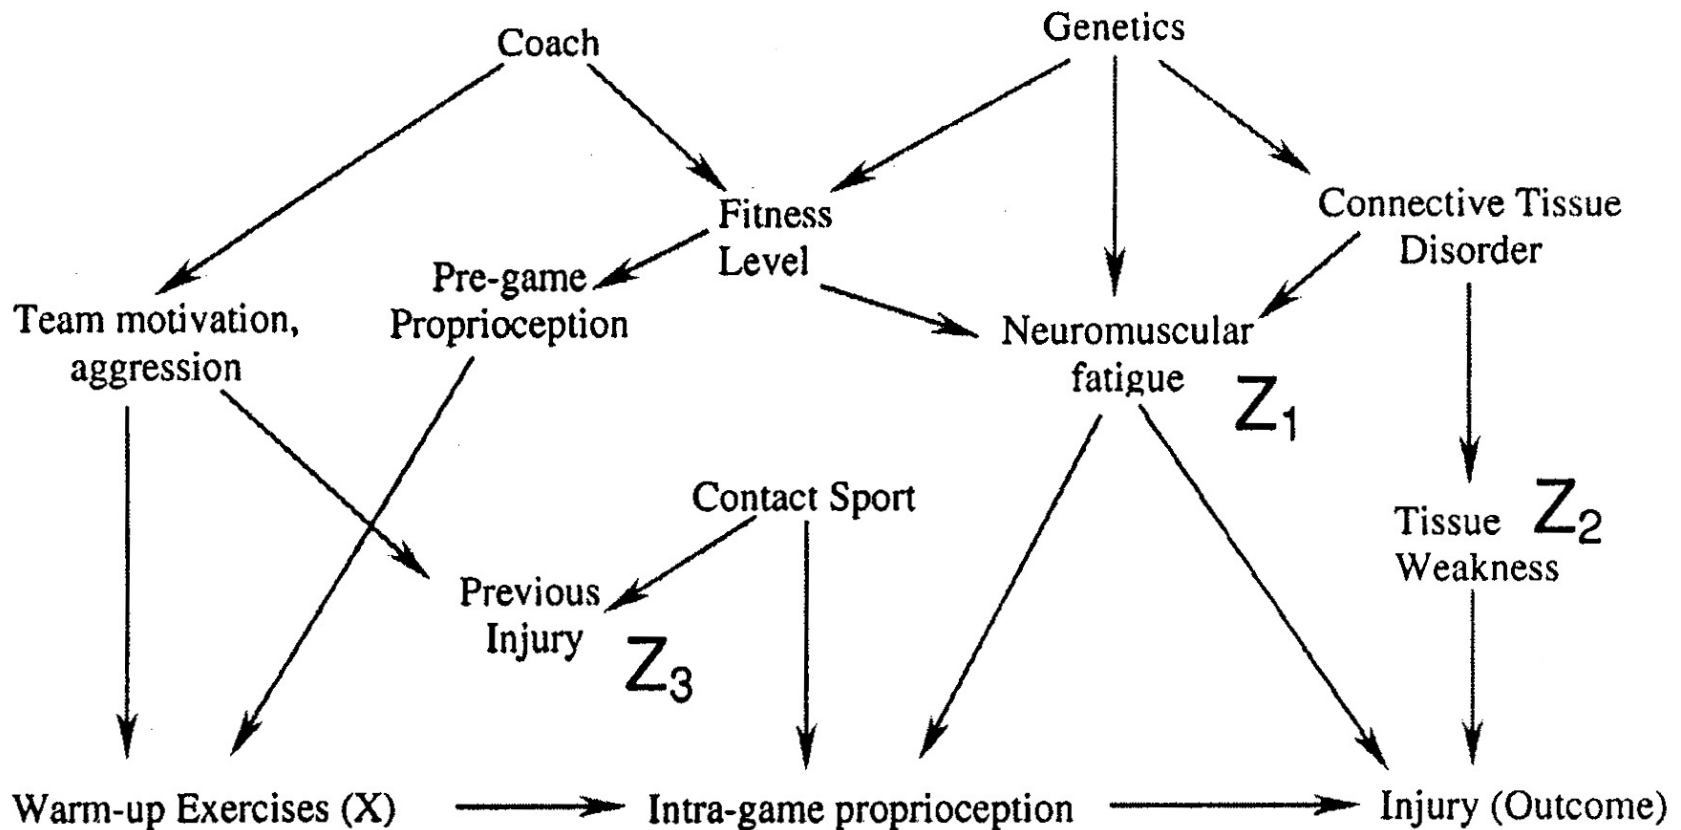 Coach
Genetics
Fitness
Level
Connective Tissue
Disorder
Pre-game
Proprioception
Team motivation,
aggression
Neuromuscular
fatigue
Z1
Contact Sport
Tissue
Weakness
Z2
Previous
Injury
Z3
Warm-up Exercises (X)
Intra-game proprioception
Injury (Outcome)